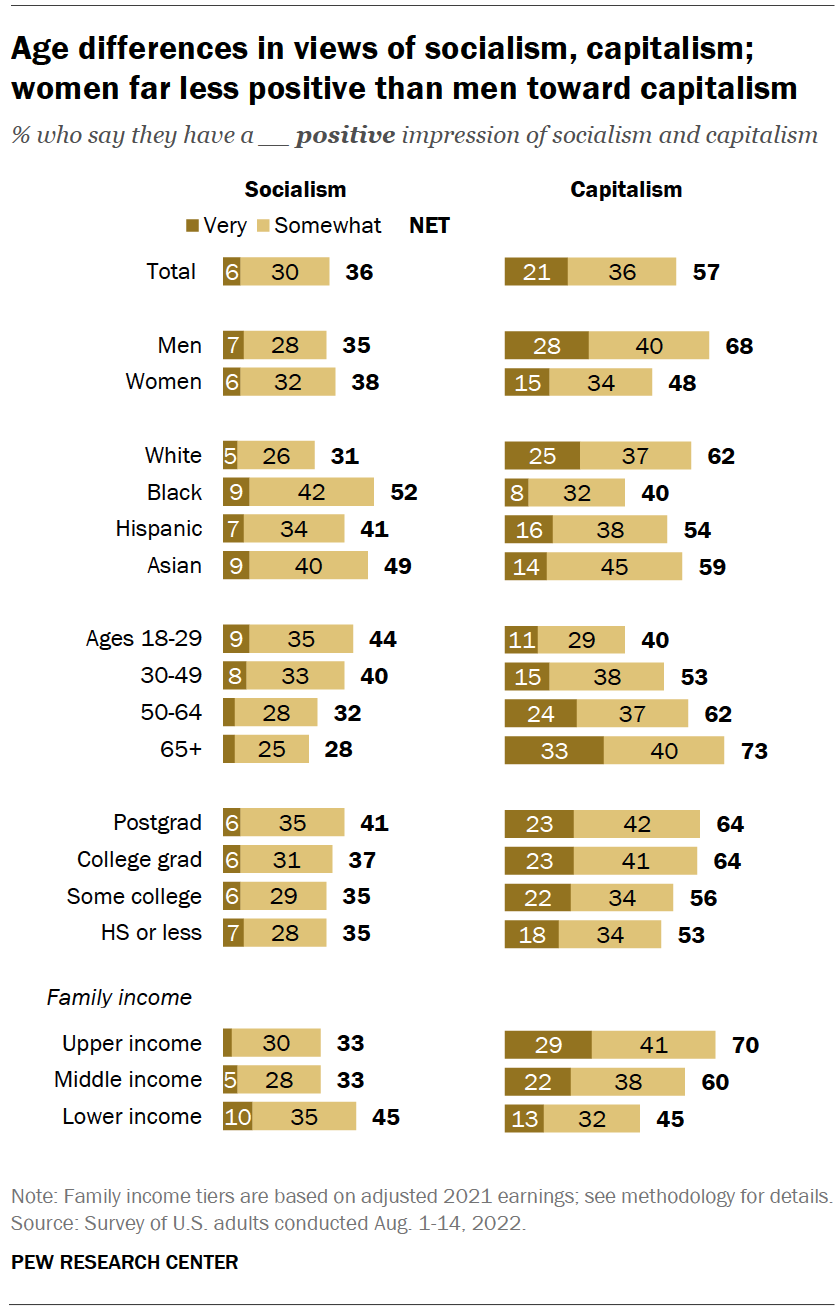 Age differences in views of socialism, capitalism;
women far less positive than men toward capitalism
% who say they have a __ positive impression of socialism and capitalism
Socialism Capitalism
Very Somewhat NET
Total 6 30 36 21 36 57
Men 7 28 35 28 40 68
Women 6 32 38 15 34 48
White 5 26 31 25 37 62
Black 9 42 52 8 32 40
Hispanic 7 34 41 16 38 54
Asian 9 40 49 14 45 59
Ages 18-29 9 35 44 11 29 40
30-49 8 33 40 15 38 53
50-64 28 32 24 37 62
65+ 25 28 33 40 73
Postgrad 6 35 41 23 42 64
College grad 6 31 37 23 41 64
Some college 6 29 35 22 34 56
HS or less 7 28 35 18 34 53
Family income
Upper income 30 33 29 41 70
Middle income 5 28 33 22 38 60
Lower income 10 35 45 13 32 45
Note: Family income tiers are based on adjusted 2021 earnings; see methodology for details.
Source: Survey of U.S. adults conducted Aug. 1-14, 2022.
PEW RESEARCH CENTER